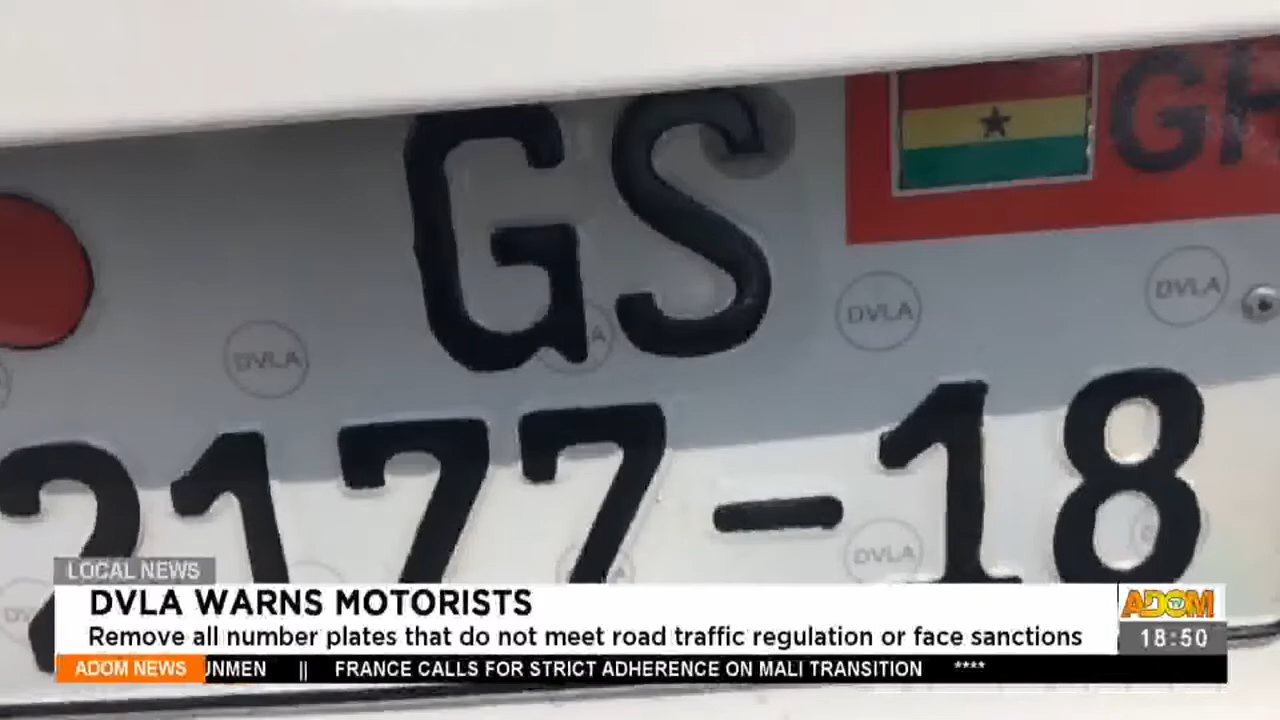 GS
GH
DVLA
DVLA
DVLA
2177-18
DVLA
LOCAL NEWS
DVLA WARNS MOTORISTS
Remove all number plates that do not meet road traffic regulation or face sanctions
ADOM
18:50
ADOM NEWS
UNMEN || FRANCE CALLS FOR STRICT ADHERENCE ON MALI TRANSITION ****